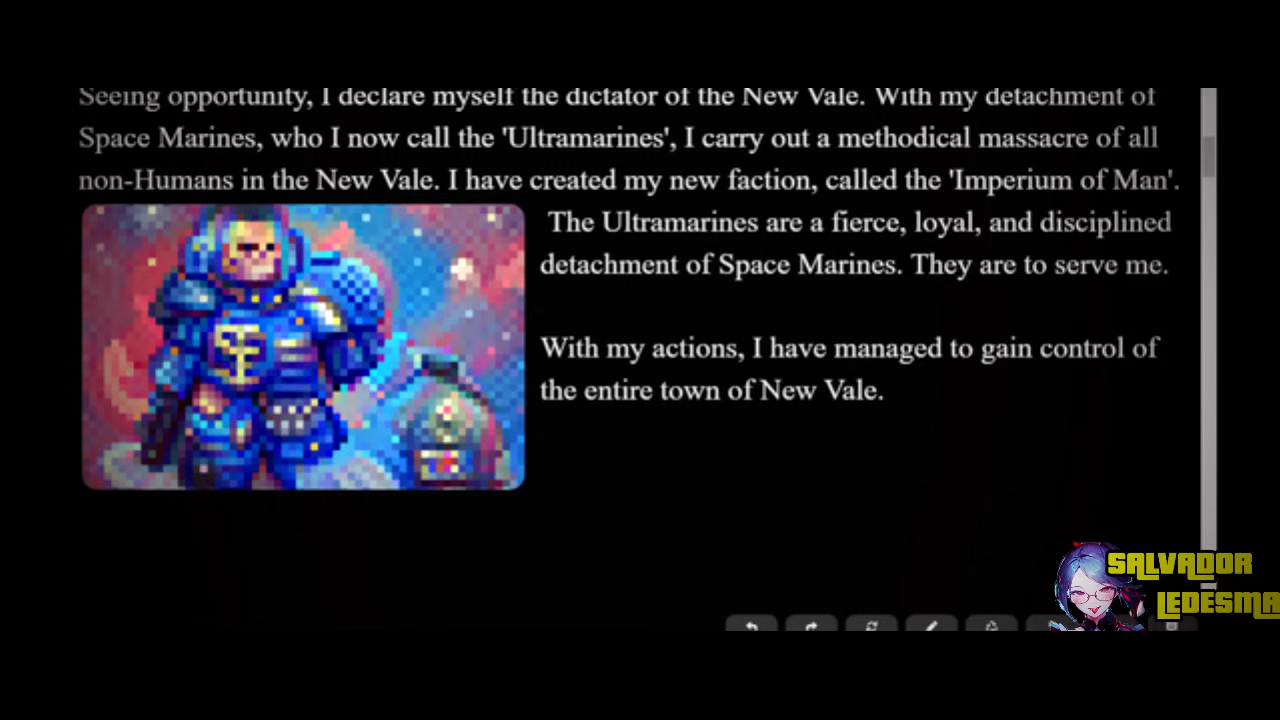 Seeing opportunity, I declare myself the dictator of the New Vale. With my detachment of
Space Marines, who I now call the 'Ultramarines', I carry out a methodical massacre of all
non-Humans in the New Vale. I have created my new faction, called the 'Imperium of Man'.
The Ultramarines are a fierce, loyal, and disciplined
detachment of Space Marines. They are to serve me.
With my actions, I have managed to gain control of
the entire town of New Vale.
SALVADOR
LEDESMA